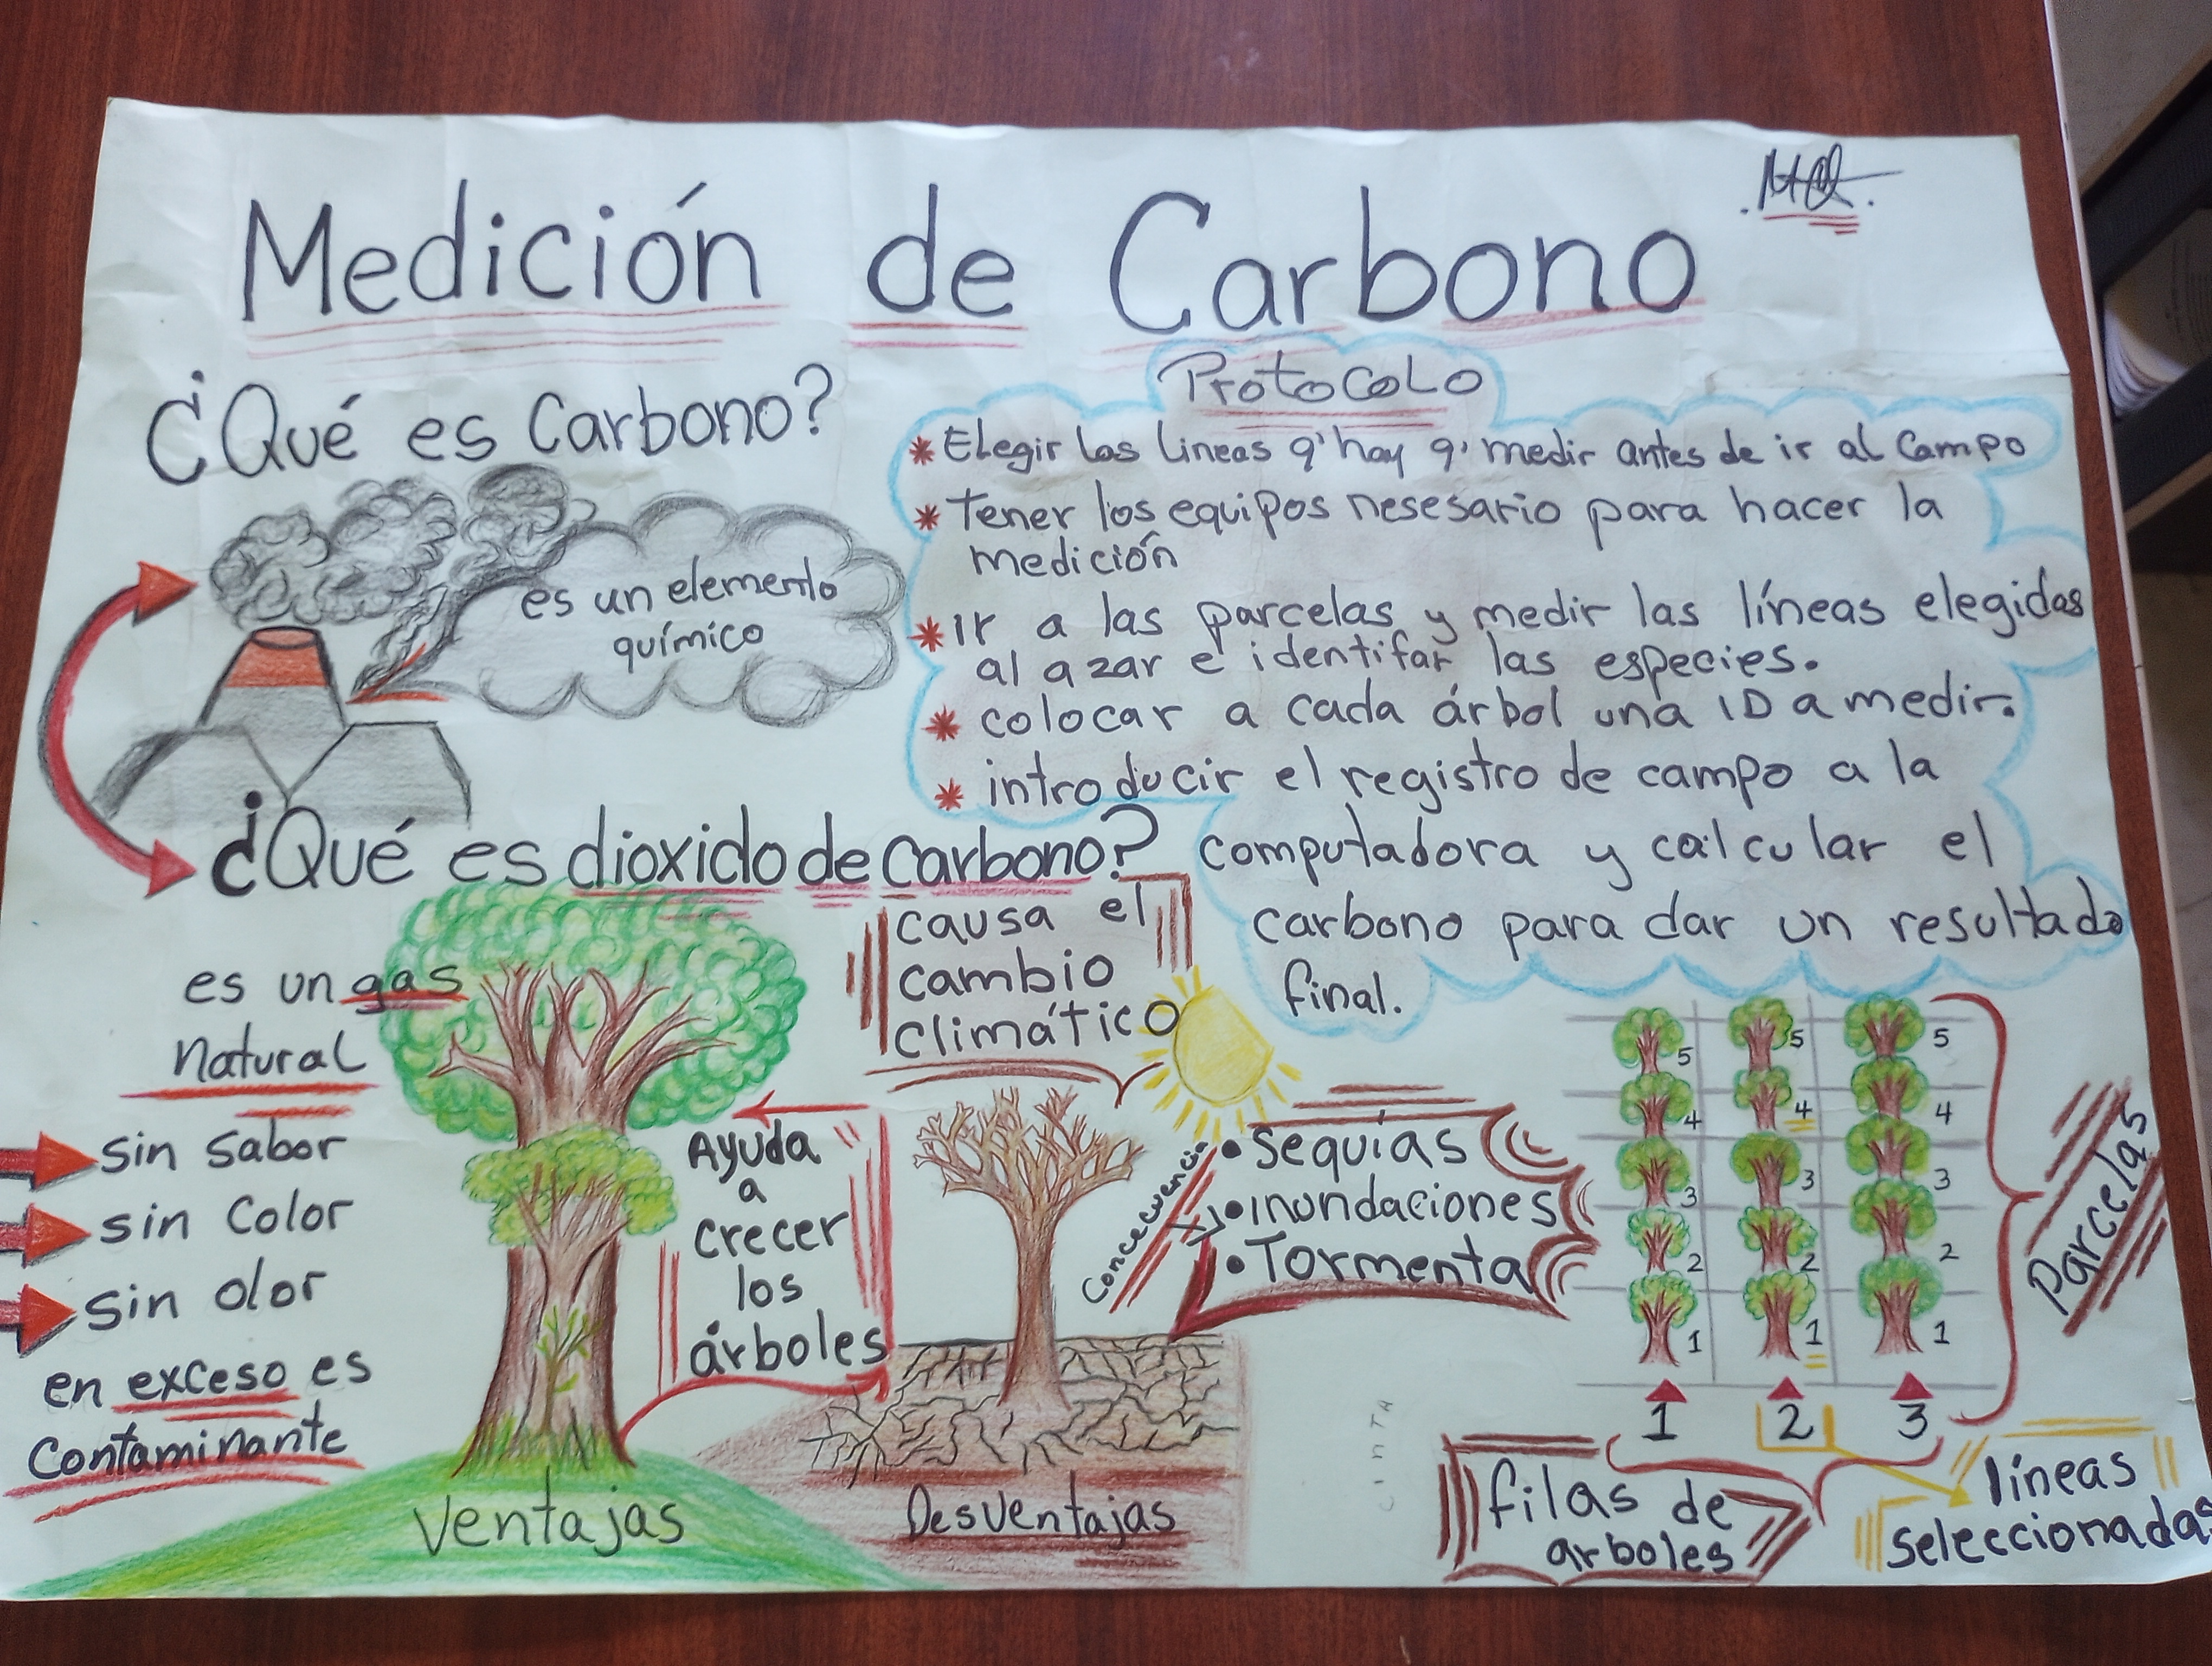 Medición de Carbono
¿Qué es Carbono?
es un elemento
químico
Protocolo
* Elegir las lineas q' hay q' medir antes de ir al Campo
* Tener los equipos nesesario para hacer la
medición
* Ir a las parcelas y medir las líneas elegidas
al azar e identifar las especies.
* colocar a cada árbol una ID a medir.
* introducir el registro de campo a la
computadora y calcular el
carbono para dar un resultado
final.
¿Qué es dioxido de carbono?
es un gas
natural
sin sabor
sin color
sin olor
en exceso es
contaminante
Ventajas
Ayuda
a
crecer
los
árboles
causa el
cambio
climático
Desventajas
Concecuencia
• Sequías
• inundaciones
• Tormenta
5 5 5
4 4 4
3 3 3
2 2 2
1 1 1
1 2 3
Parcelas
filas de
arboles
líneas
seleccionadas
CINTA